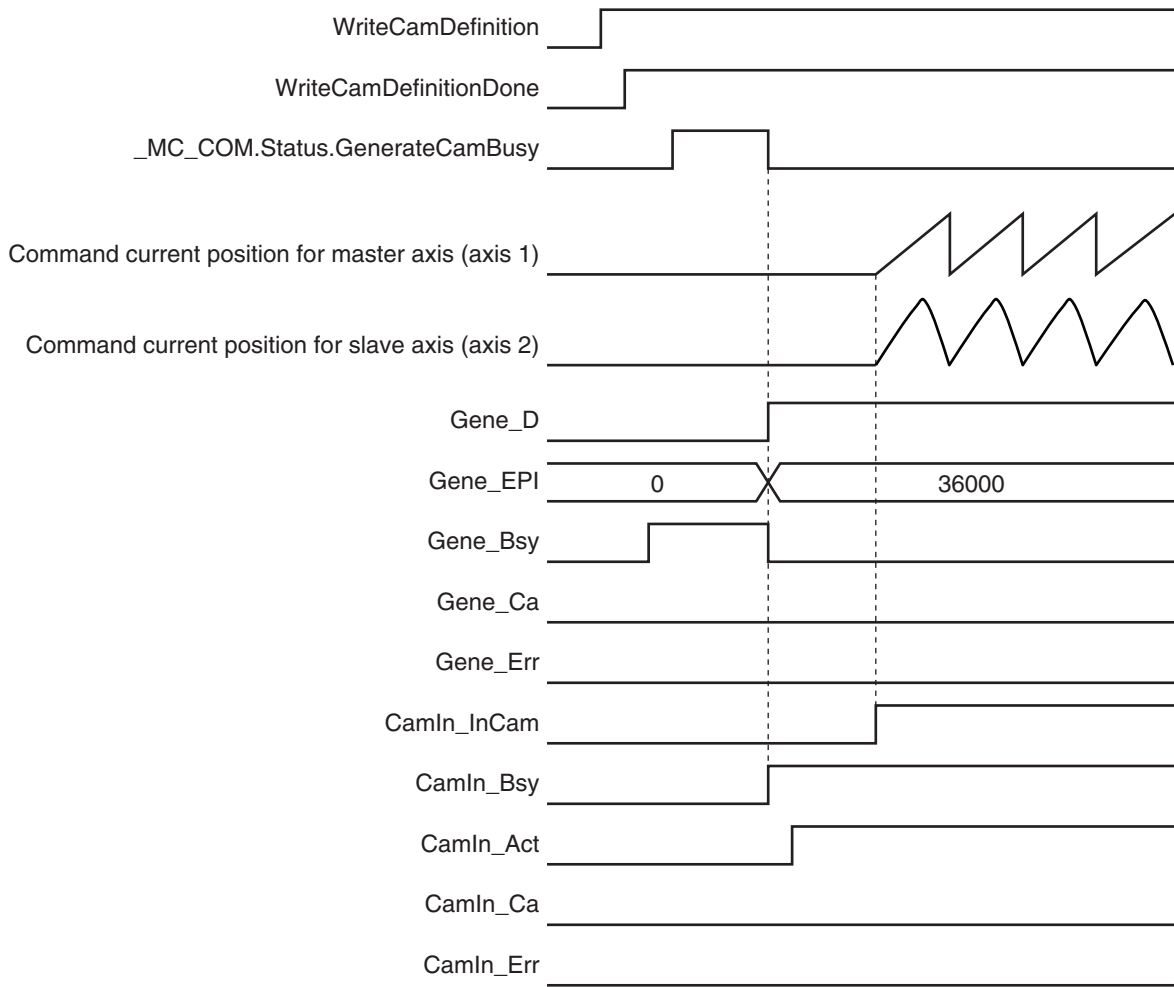 WriteCamDefinition
WriteCamDefinitionDone
_MC_COM.Status.GenerateCamBusy
Command current position for master axis (axis 1)
Command current position for slave axis (axis 2)
Gene_D
Gene_EPI
0
36000
Gene_Bsy
Gene_Ca
Gene_Err
CamIn_InCam
CamIn_Bsy
CamIn_Act
CamIn_Ca
CamIn_Err